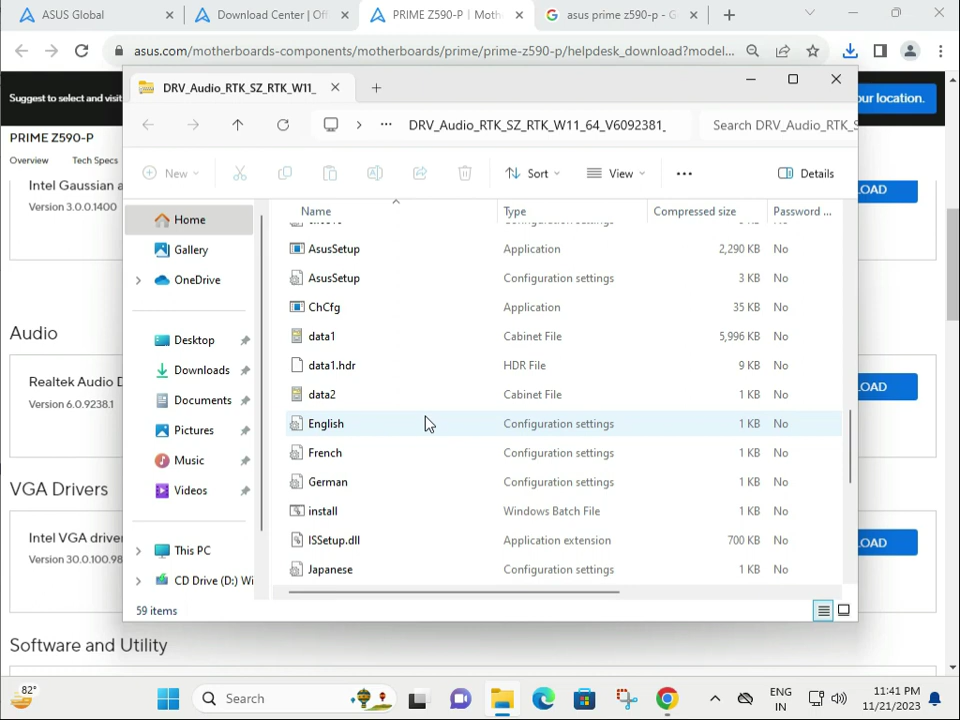 ASUS Global
Download Center | Off
PRIME Z590-P | Moth
asus prime z590-p - G
asus.com/motherboards-components/motherboards/prime/prime-z590-p/helpdesk_download?model...
Suggest to select and visit
our location.
PRIME Z590-P
Overview
Tech Specs
Intel Gaussian a
Version 3.0.0.1400
OAD
Audio
Realtek Audio D
Version 6.0.9238.1
OAD
VGA Drivers
Intel VGA driver
Version 30.0.100.98
OAD
Software and Utility
DRV_Audio_RTK_SZ_RTK_W11_
DRV_Audio_RTK_SZ_RTK_W11_64_V6092381_
Search DRV_Audio_RTK_S
New
Sort
View
Details
Name
Type
Compressed size
Password ...
Configuration settings
1 KB
No
AsusSetup
Application
2,290 KB
No
AsusSetup
Configuration settings
3 KB
No
ChCfg
Application
35 KB
No
data1
Cabinet File
5,996 KB
No
data1.hdr
HDR File
9 KB
No
data2
Cabinet File
1 KB
No
English
Configuration settings
1 KB
No
French
Configuration settings
1 KB
No
German
Configuration settings
1 KB
No
install
Windows Batch File
1 KB
No
ISSetup.dll
Application extension
700 KB
No
Japanese
Configuration settings
1 KB
No
Home
Gallery
OneDrive
Desktop
Downloads
Documents
Pictures
Music
Videos
This PC
CD Drive (D:) Wi
59 items
82°
Search
ENG
IN
11:41 PM
11/21/2023